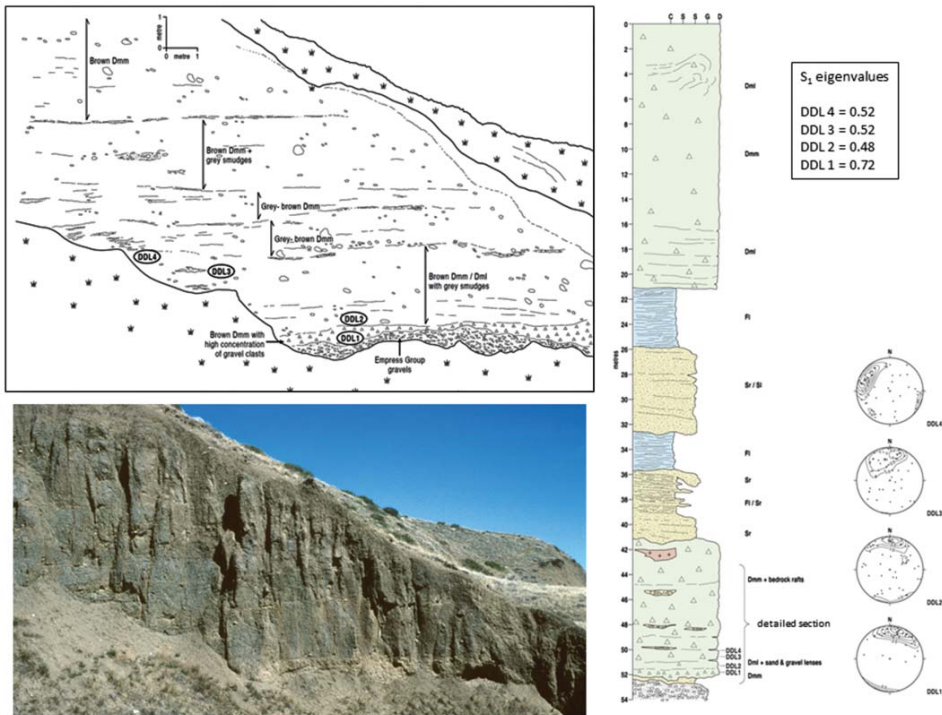 1
metre
0
0
metre
1
Brown Dmm
Brown Dmm +
grey smudges
Grey- brown Dmm
Grey- brown Dmm
DDL4
DDL3
Brown Dmm / Dml
with grey smudges
DDL2
Brown Dmm with
high concentration
of gravel clasts
DDL1
Empress Group
gravels
C S S G D
0
2
4
6
8
10
12
14
16
18
20
22
24
26
28
30
32
34
36
38
40
42
44
46
48
50
52
54
metres
Dml
Dmm
Dml
Fl
Sr / Sl
Fl
Sr
Fl / Sr
Sr
Dmm + bedrock rafts
detailed section
DDL4
DDL3
DDL2
DDL1
Dml + sand & gravel lenses
Dmm
S1 eigenvalues
DDL 4 = 0.52
DDL 3 = 0.52
DDL 2 = 0.48
DDL 1 = 0.72
N
DDL4
N
DDL3
N
DDL2
N
DDL1